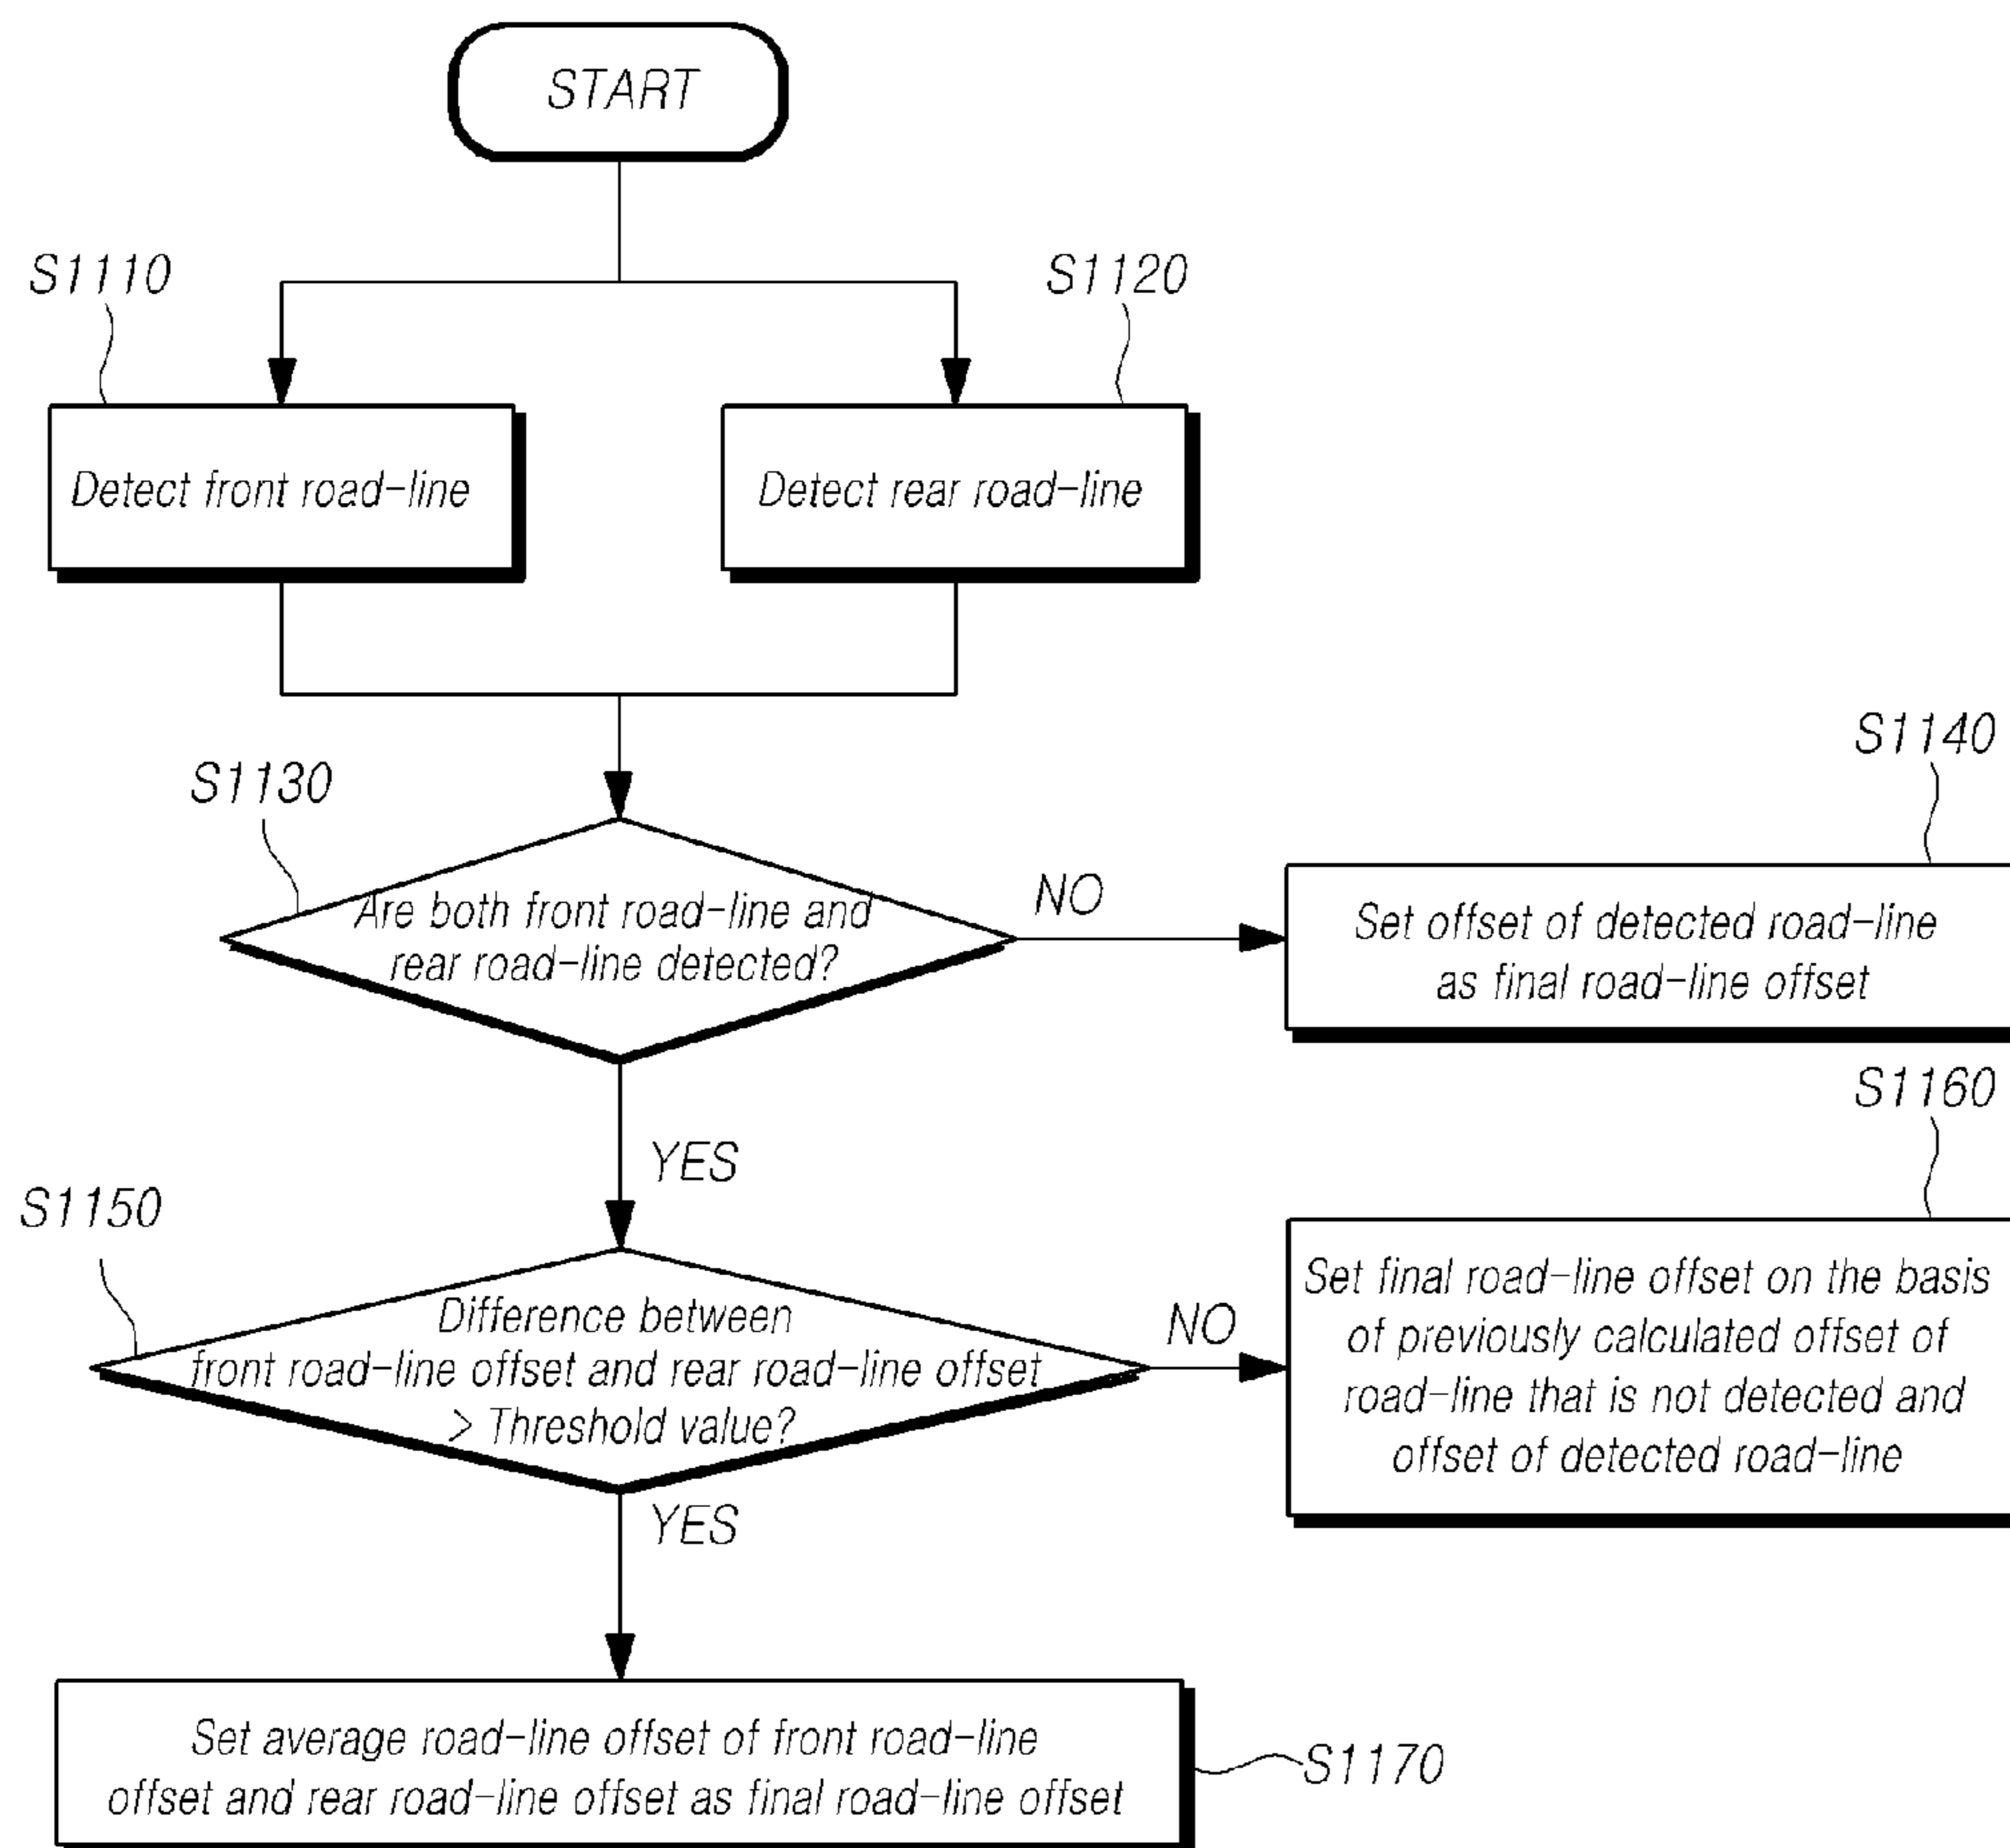 START
S1110
S1120
Detect front road-line
Detect rear road-line
S1130
S1140
Are both front road-line and
rear road-line detected?
NO
Set offset of detected road-line
as final road-line offset
YES
S1150
S1160
Difference between
front road-line offset and rear road-line offset
> Threshold value?
NO
Set final road-line offset on the basis
of previously calculated offset of
road-line that is not detected and
offset of detected road-line
YES
Set average road-line offset of front road-line
offset and rear road-line offset as final road-line offset
S1170